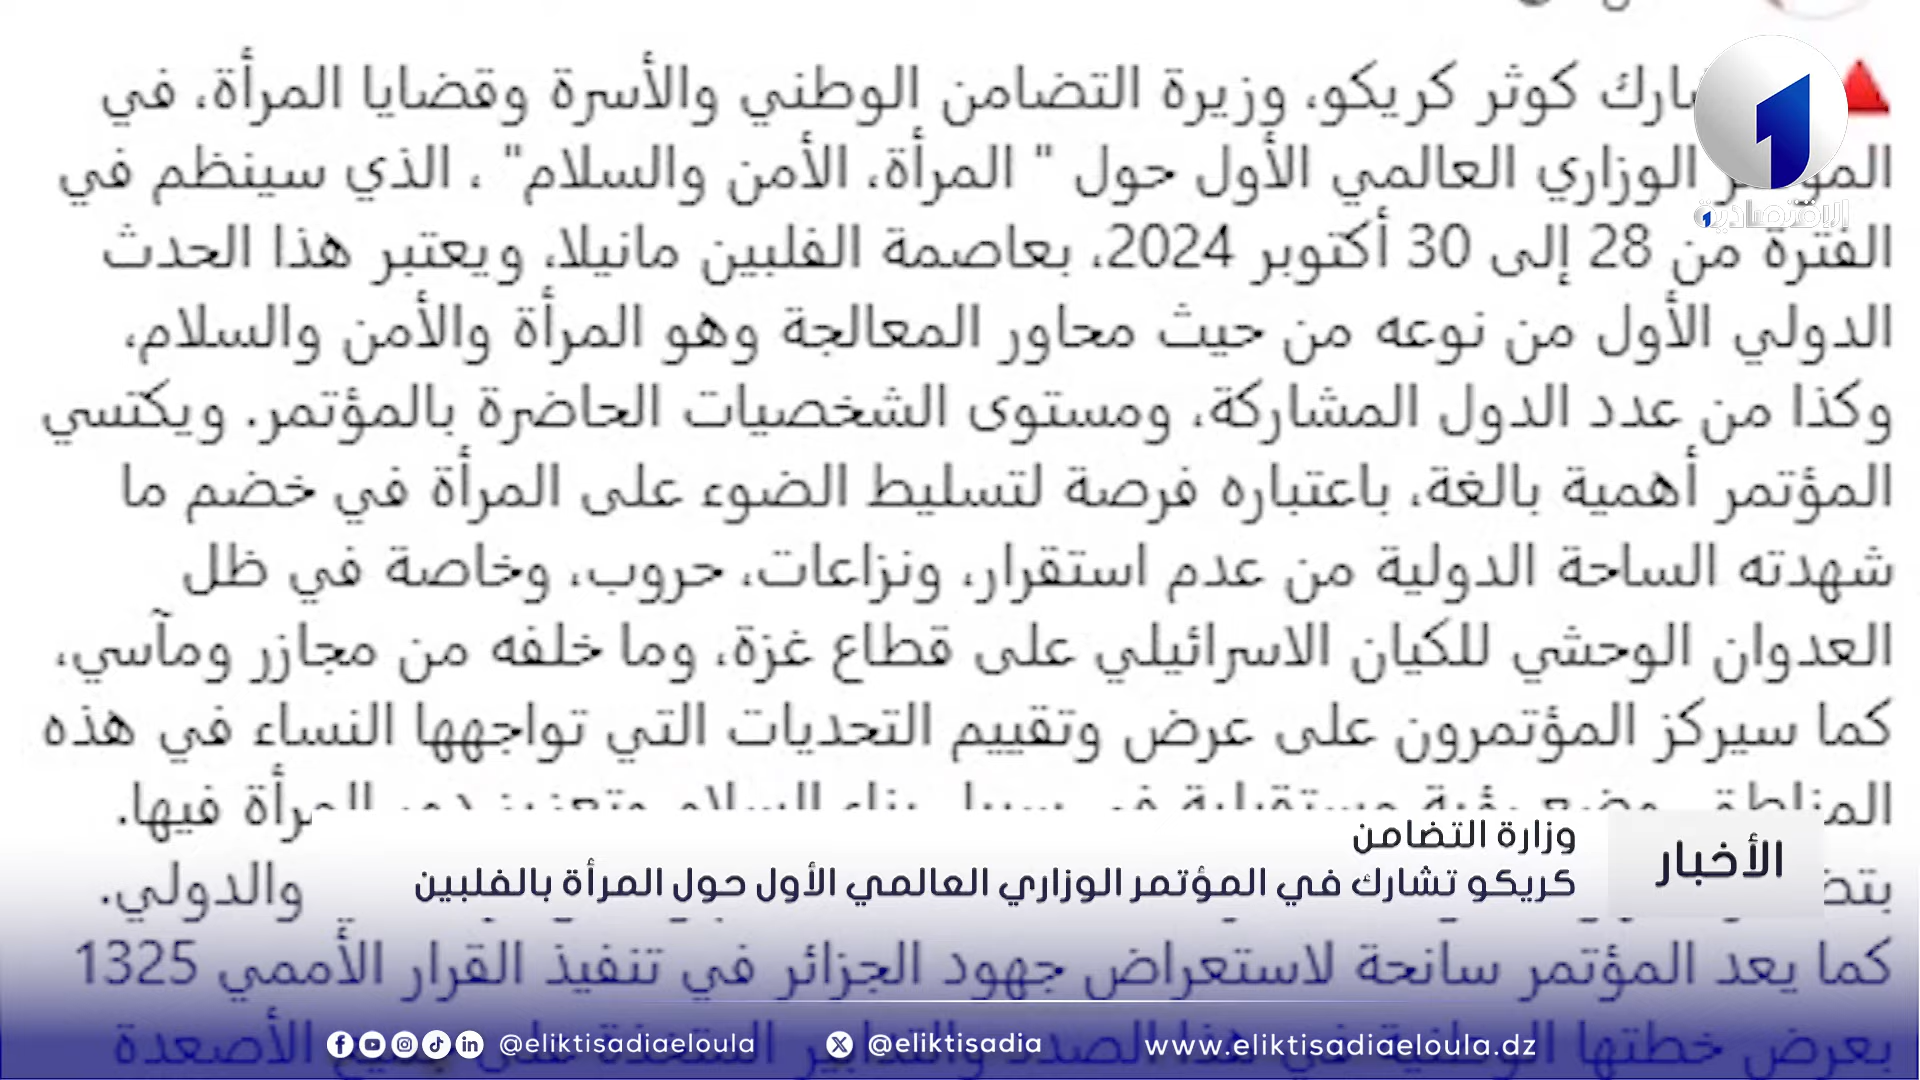 كوثر كريكو، وزيرة التضامن الوطني والأسرة وقضايا المرأة، في
الوزاري العالمي الأول حول " المرأة، الأمن والسلام" ، الذي سينظم في
الفترة من 28 إلى 30 أكتوبر 2024، بعاصمة الفلبين مانيلا، ويعتبر هذا الحدث
الدولي الأول من نوعه من حيث محاور المعالجة وهو المرأة والأمن والسلام،
وكذا من عدد الدول المشاركة، ومستوى الشخصيات الحاضرة بالمؤتمر. ويكتسي
المؤتمر أهمية بالغة، باعتباره فرصة لتسليط الضوء على المرأة في خضم ما
شهدته الساحة الدولية من عدم استقرار، ونزاعات، حروب، وخاصة في ظل
العدوان الوحشي للكيان الاسرائيلي على قطاع غزة، وما خلفه من مجازر ومآسي،
كما سيركز المؤتمرون على عرض وتقييم التحديات التي تواجهها النساء في هذه
المرأة فيها.
والدولي.
كما يعد المؤتمر سانحة لاستعراض جهود الجزائر في تنفيذ القرار الأممي 1325
بعرض خطتها الأصعدة
1
الاقتصادية
الأخبار
وزارة التضامن
كريكو تشارك في المؤتمر الوزاري العالمي الأول حول المرأة بالفلبين
@eliktisadiaeloula @eliktisadia www.eliktisadiaeloula.dz